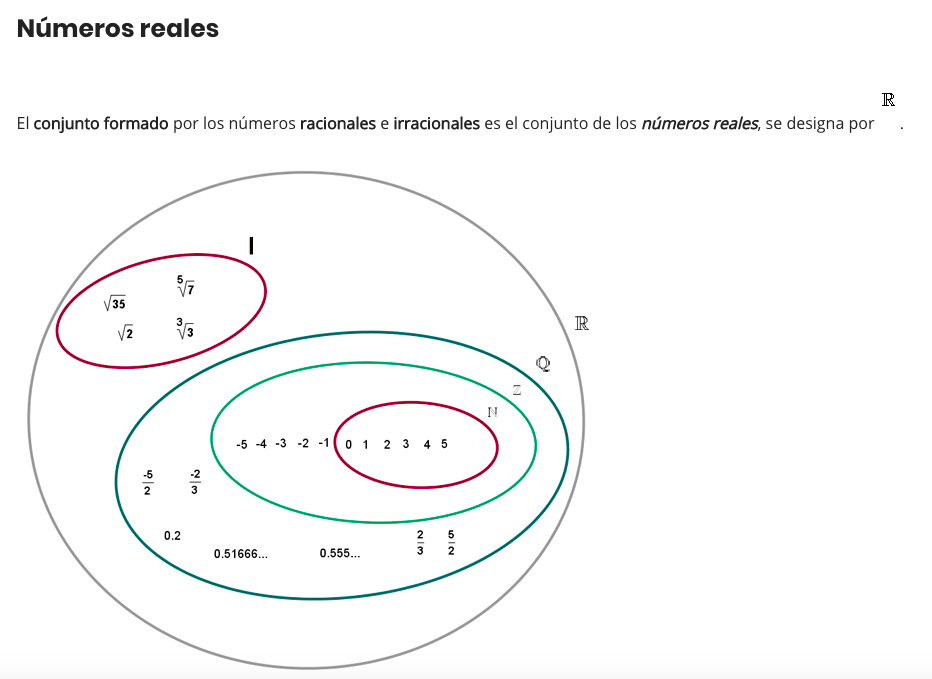 Números reales
El conjunto formado por los números racionales e irracionales es el conjunto de los números reales, se designa por ℝ .
I
√35 ⁵√7
√2 ³√3
ℝ
ℚ
ℤ
ℕ
-5 -4 -3 -2 -1 0 1 2 3 4 5
-5/2 -2/3
0.2
0.51666... 0.555... 2/3 5/2